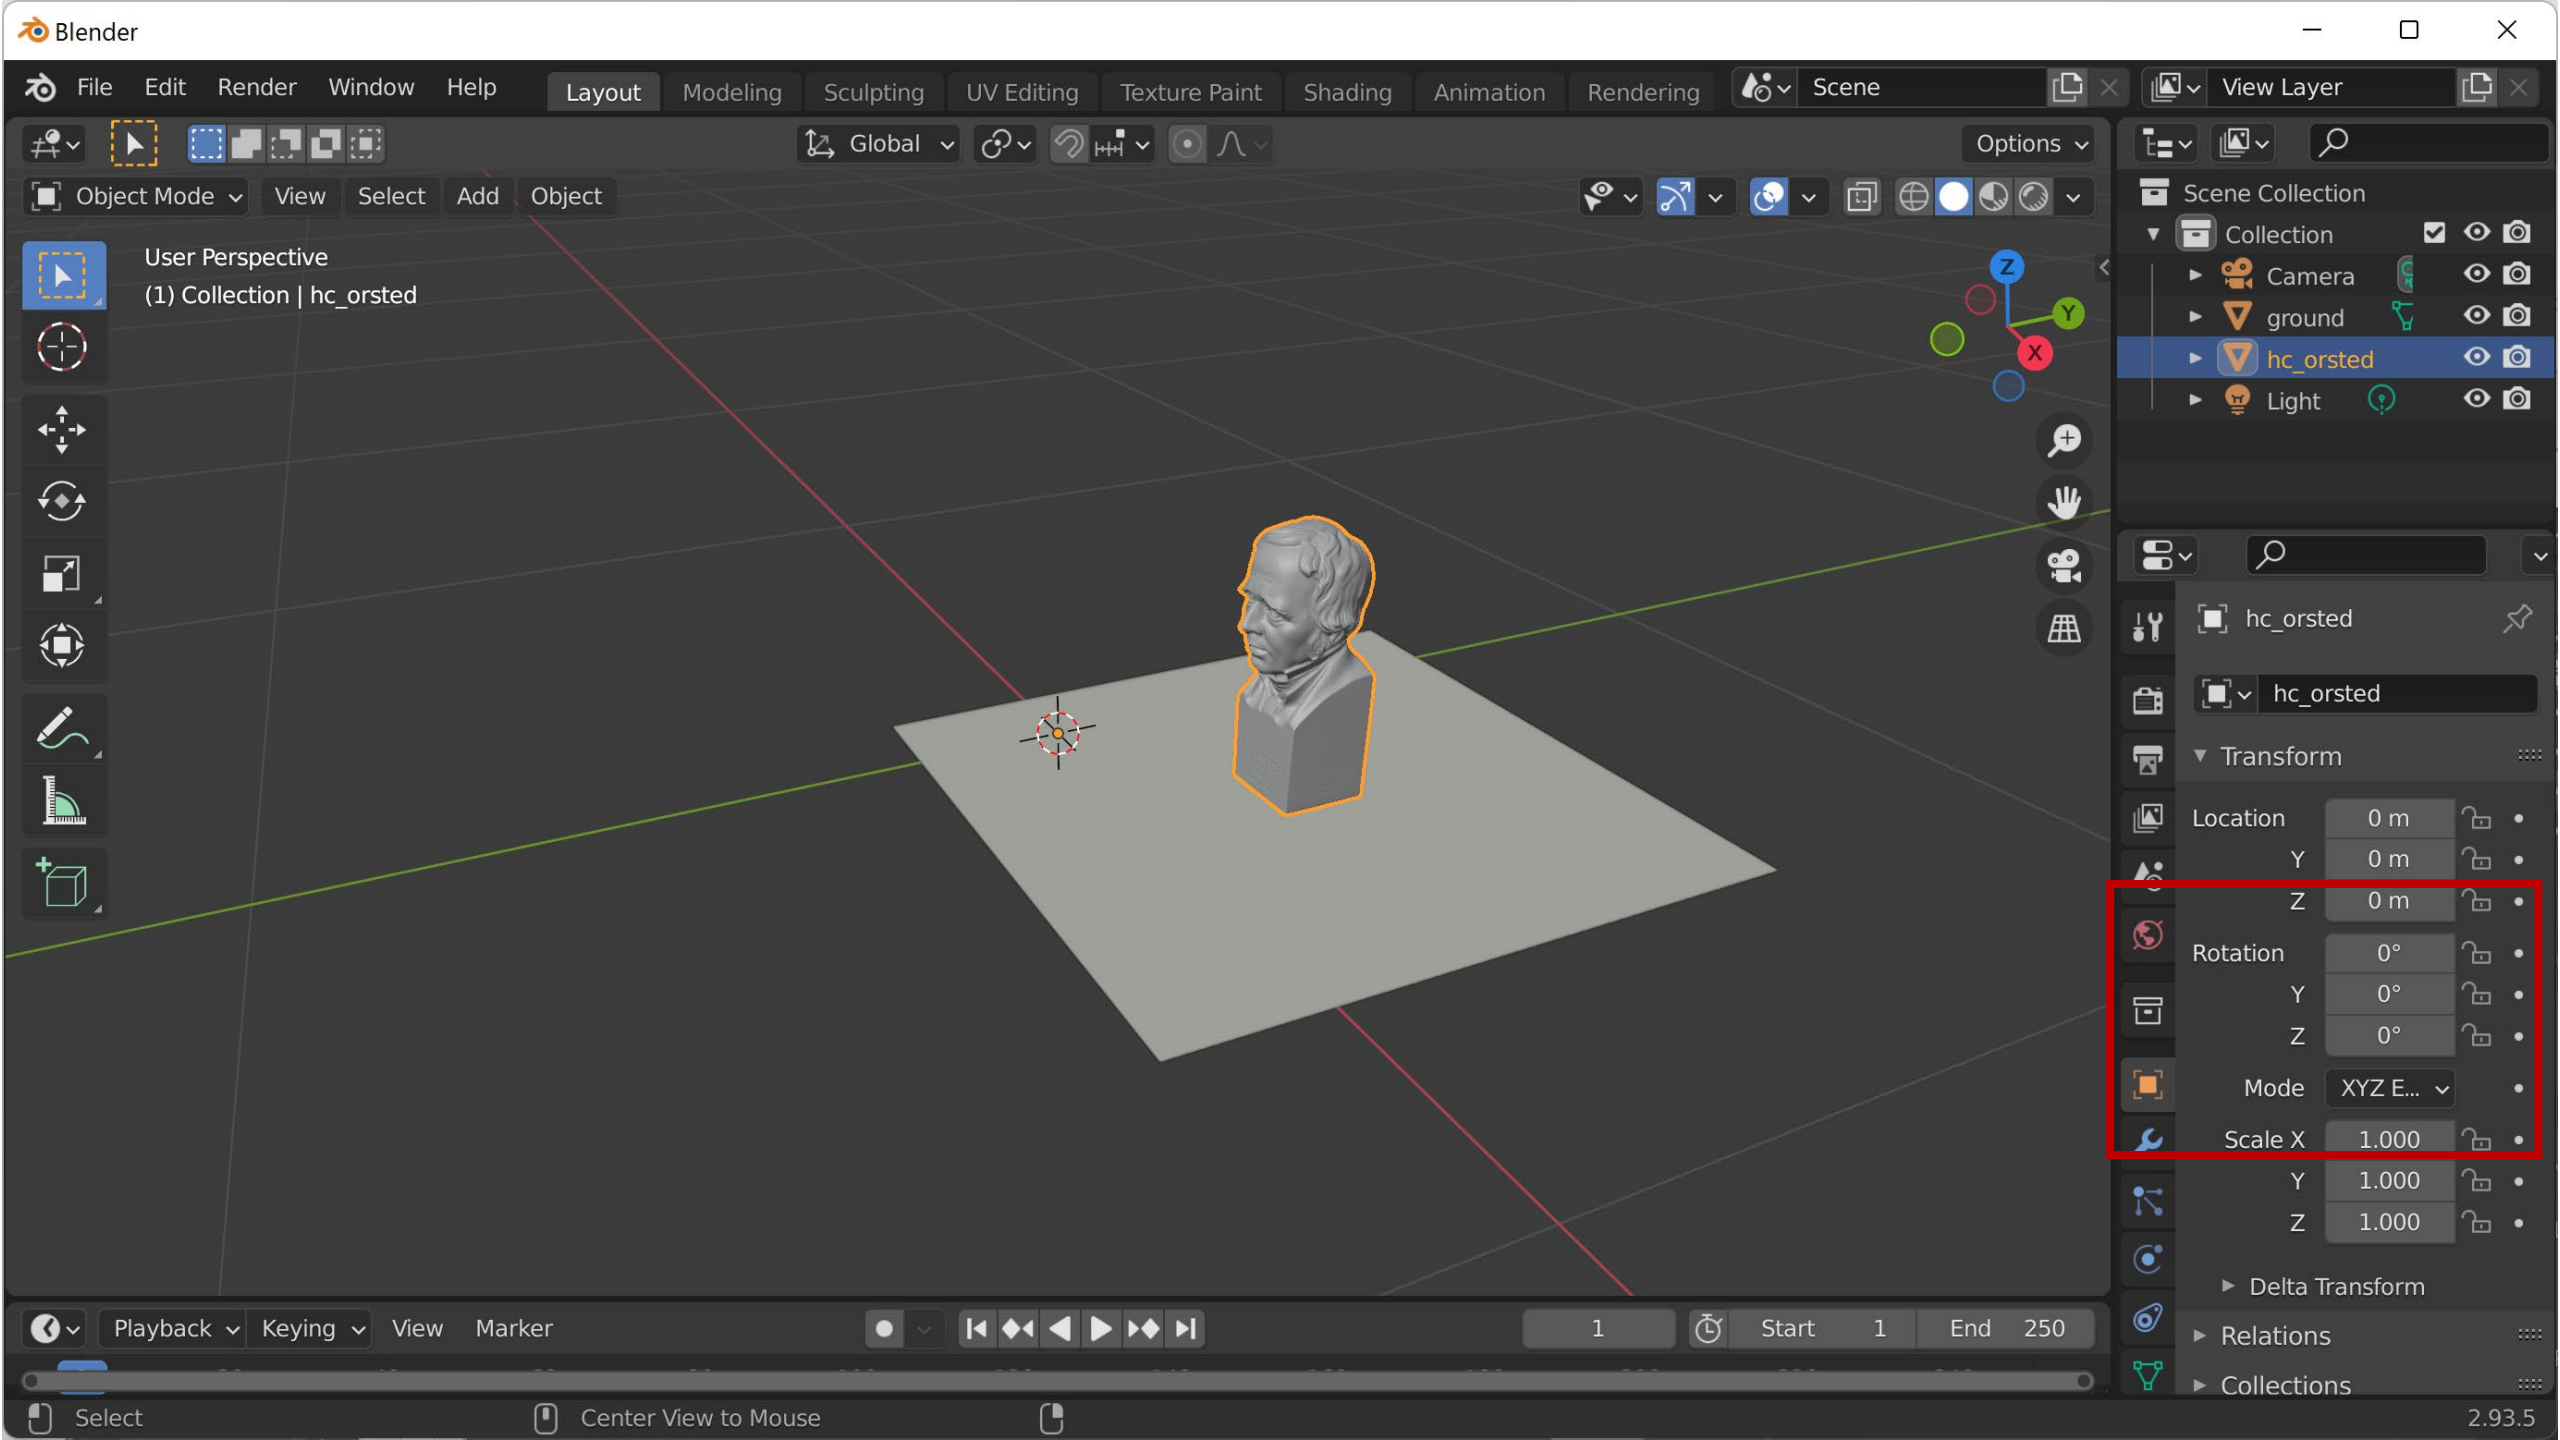 Blender
File Edit Render Window Help Layout Modeling Sculpting UV Editing Texture Paint Shading Animation Rendering Scene View Layer
Global Options
Object Mode View Select Add Object
User Perspective
(1) Collection | hc_orsted
Z
Y
X
Scene Collection
Collection
Camera
ground
hc_orsted
Light
hc_orsted
hc_orsted
Transform
Location 0 m
Y 0 m
Z 0 m
Rotation 0°
Y 0°
Z 0°
Mode XYZ E...
Scale X 1.000
Y 1.000
Z 1.000
Delta Transform
Relations
Collections
Playback Keying View Marker 1 Start 1 End 250
Select Center View to Mouse 2.93.5